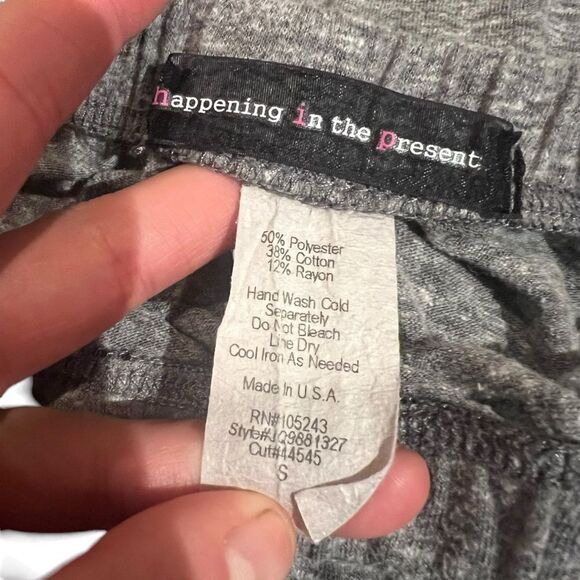 happening in the present
50% Polyester
38% Cotton
12% Rayon
Hand Wash Cold
Separately
Do Not Bleach
Line Dry
Cool Iron As Needed
Made In U.S.A.
RN#105243
Style#JQ9881327
Cut#44545
S